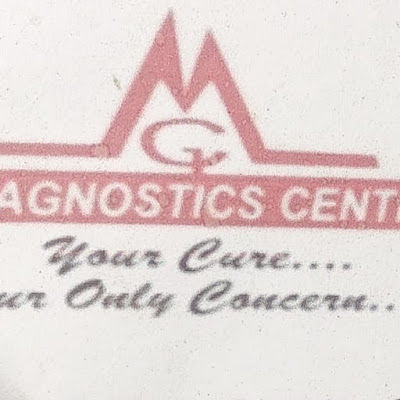 MG
AGNOSTICS CENT
Your Cure....
ur Only Concern..